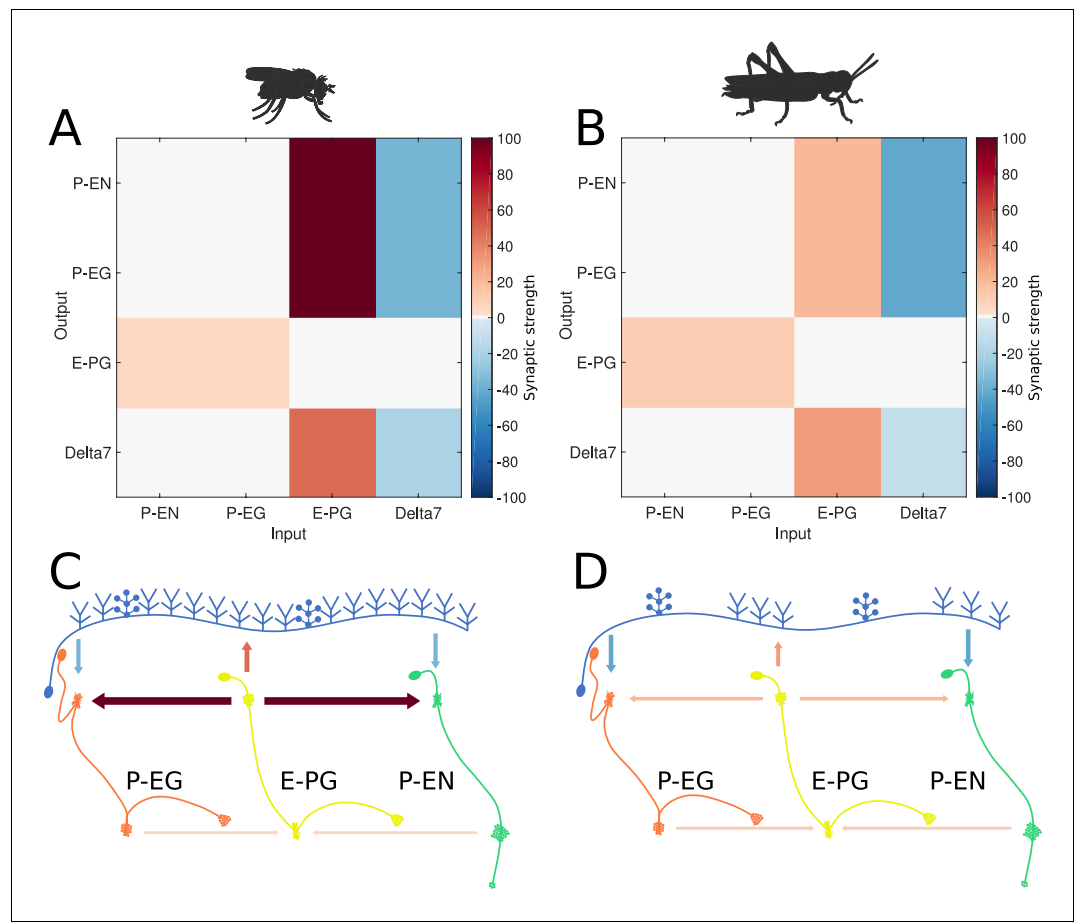 A
B
P-EN
P-EG
E-PG
Delta7
Output
P-EN
P-EG
E-PG
Delta7
Input
100
80
60
40
20
0
-20
-40
-60
-80
-100
Synaptic strength
P-EN
P-EG
E-PG
Delta7
Output
P-EN
P-EG
E-PG
Delta7
Input
100
80
60
40
20
0
-20
-40
-60
-80
-100
Synaptic strength
C
D
P-EG
E-PG
P-EN
P-EG
E-PG
P-EN